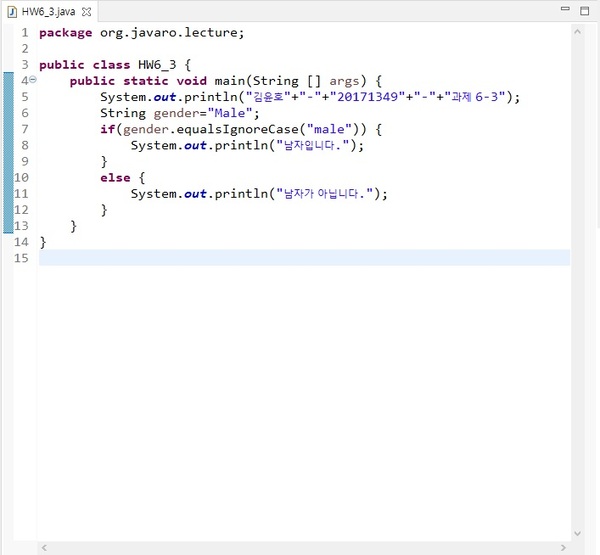 HW6_3.java
1 package org.javaro.lecture;
2
3 public class HW6_3 {
4     public static void main(String [] args) {
5         System.out.println("김윤호"+"-"+"20171349"+"-"+"과제 6-3");
6         String gender="Male";
7         if(gender.equalsIgnoreCase("male")) {
8             System.out.println("남자입니다.");
9         }
10         else {
11             System.out.println("남자가 아닙니다.");
12         }
13     }
14 }
15